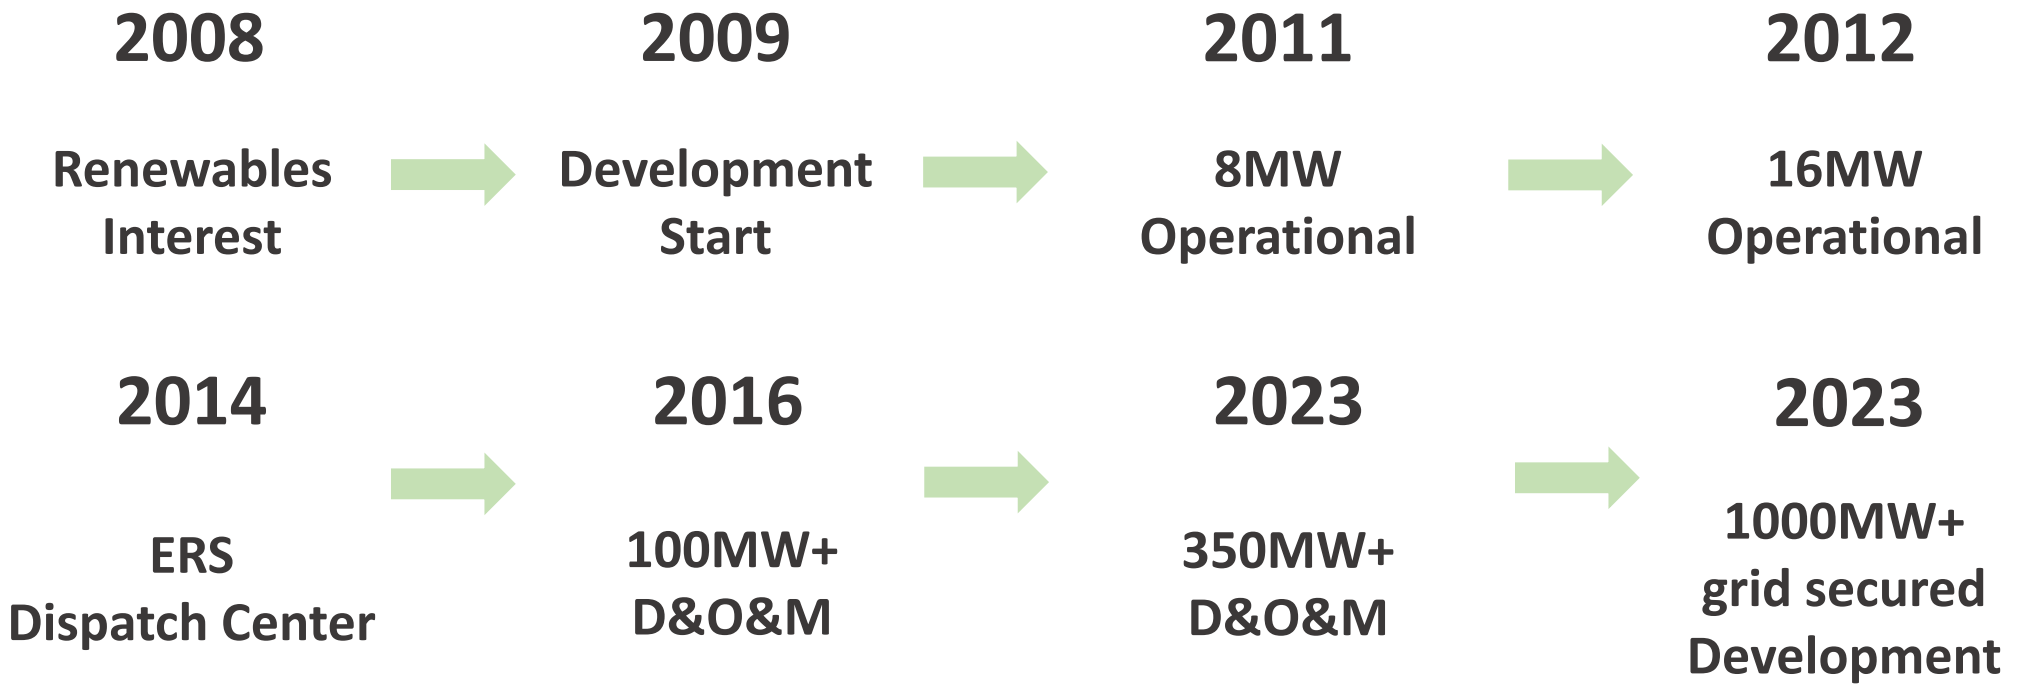 2008
Renewables
Interest
2009
Development
Start
2011
8MW
Operational
2012
16MW
Operational
2014
ERS
Dispatch Center
2016
100MW+
D&O&M
2023
350MW+
D&O&M
2023
1000MW+
grid secured
Development